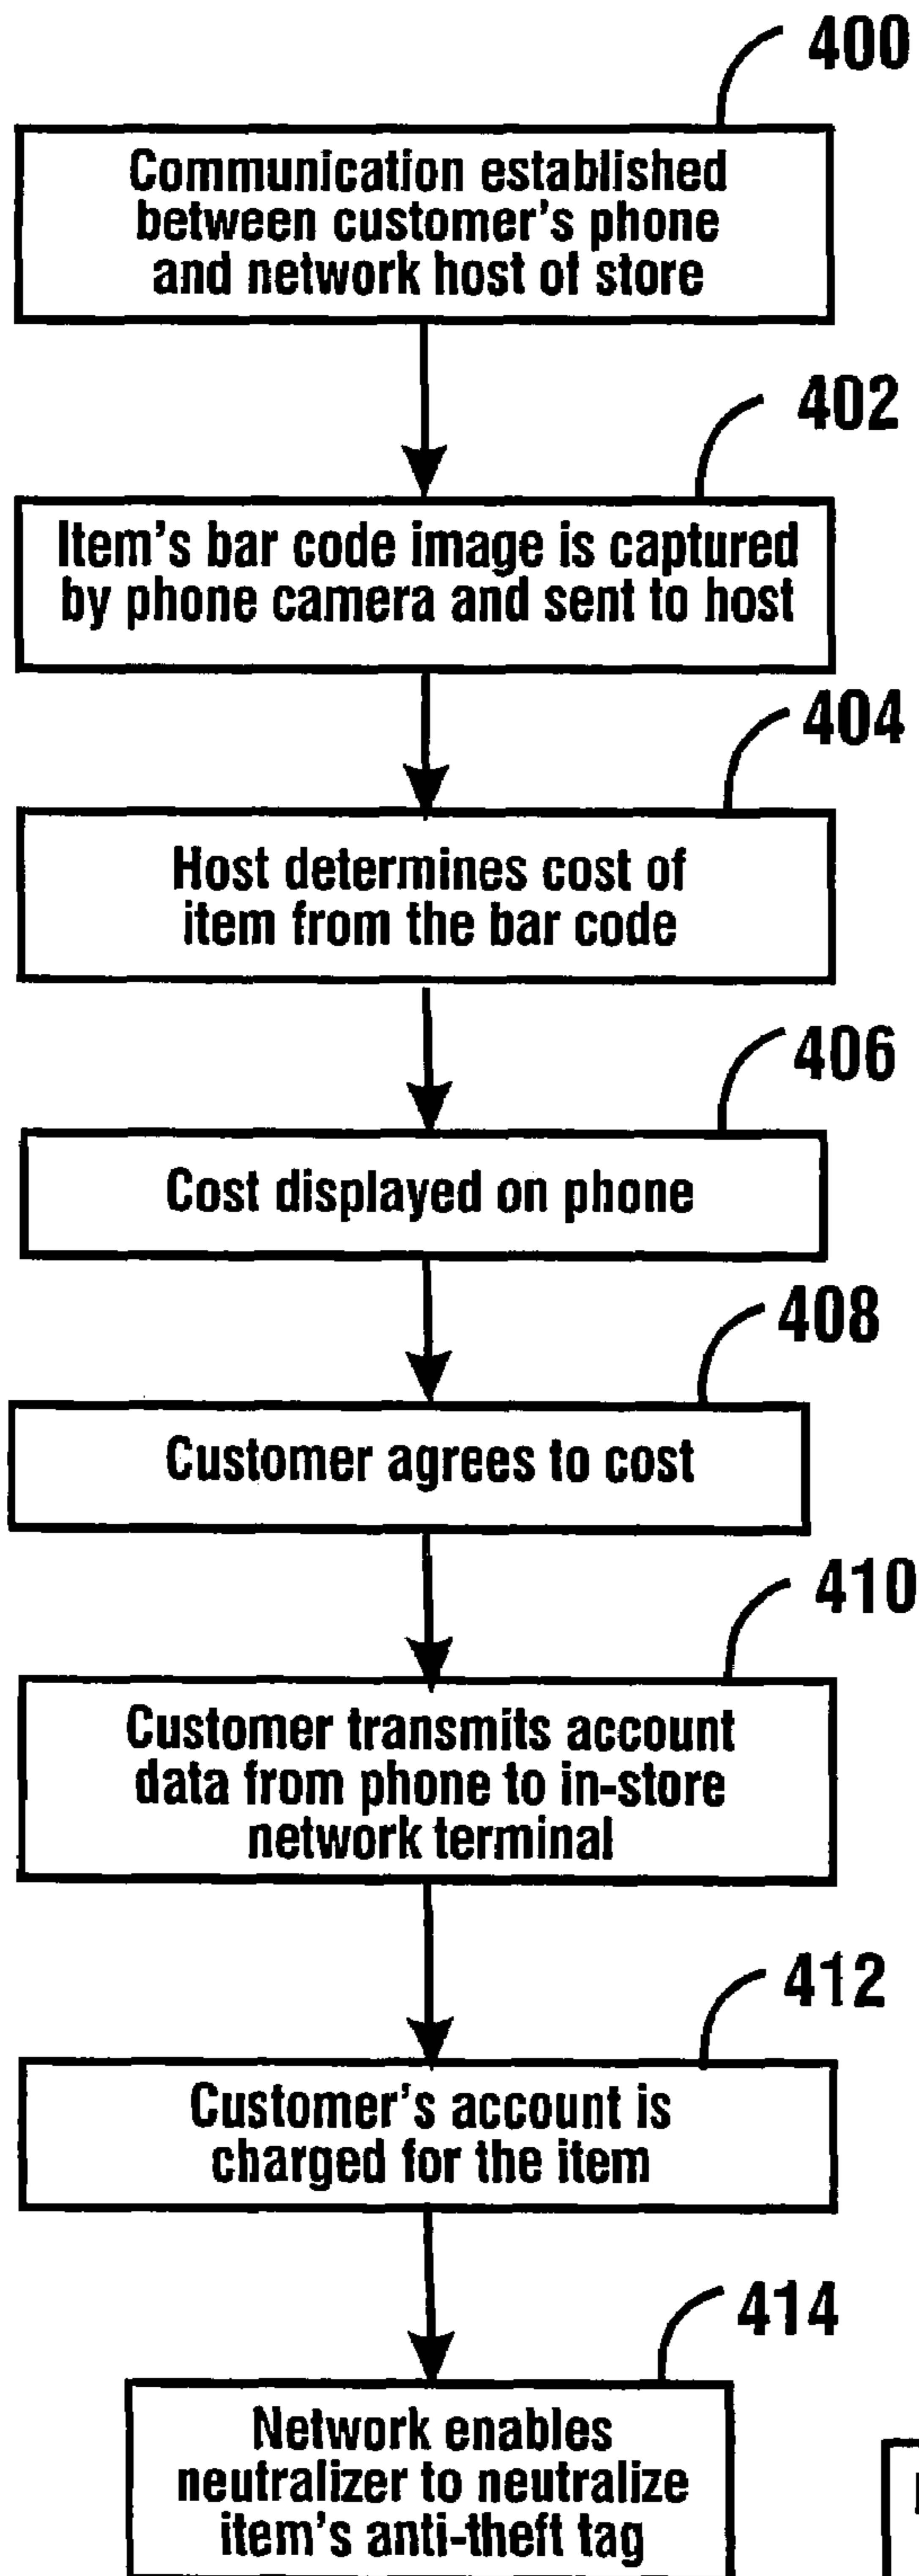 400
Communication established
between customer's phone
and network host of store
402
Item's bar code image is captured
by phone camera and sent to host
404
Host determines cost of
item from the bar code
406
Cost displayed on phone
408
Customer agrees to cost
410
Customer transmits account
data from phone to in-store
network terminal
412
Customer's account is
charged for the item
414
Network enables
neutralizer to neutralize
item's anti-theft tag